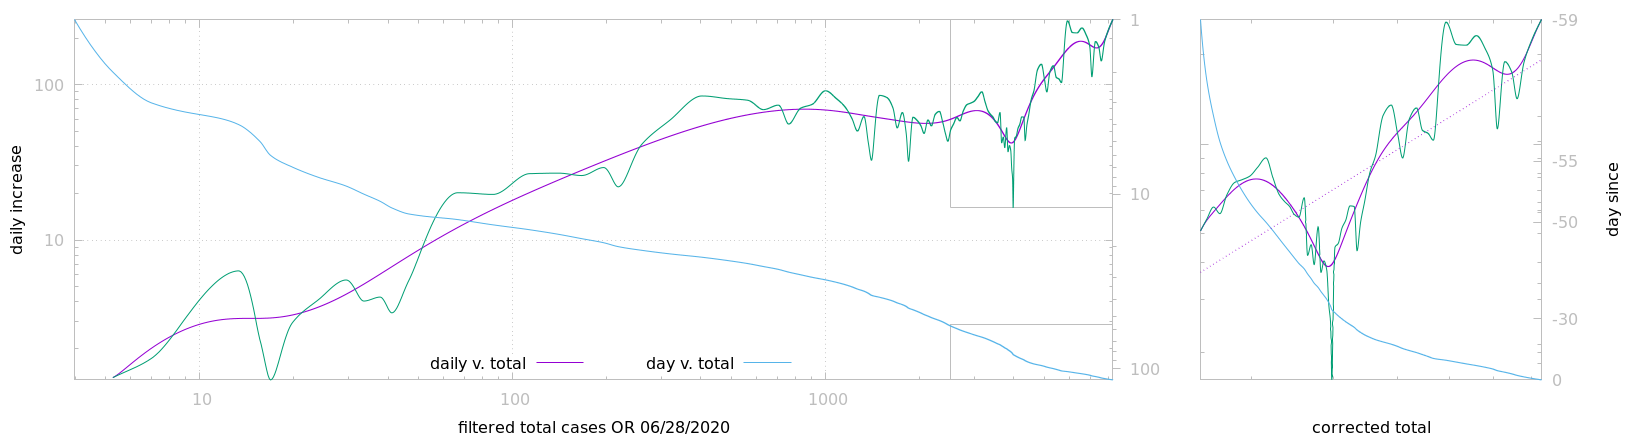 1
-59
100
daily increase
-55
10
-50
day since
10
-30
daily v. total
day v. total
100
0
10
100
1000
filtered total cases OR 06/28/2020
corrected total